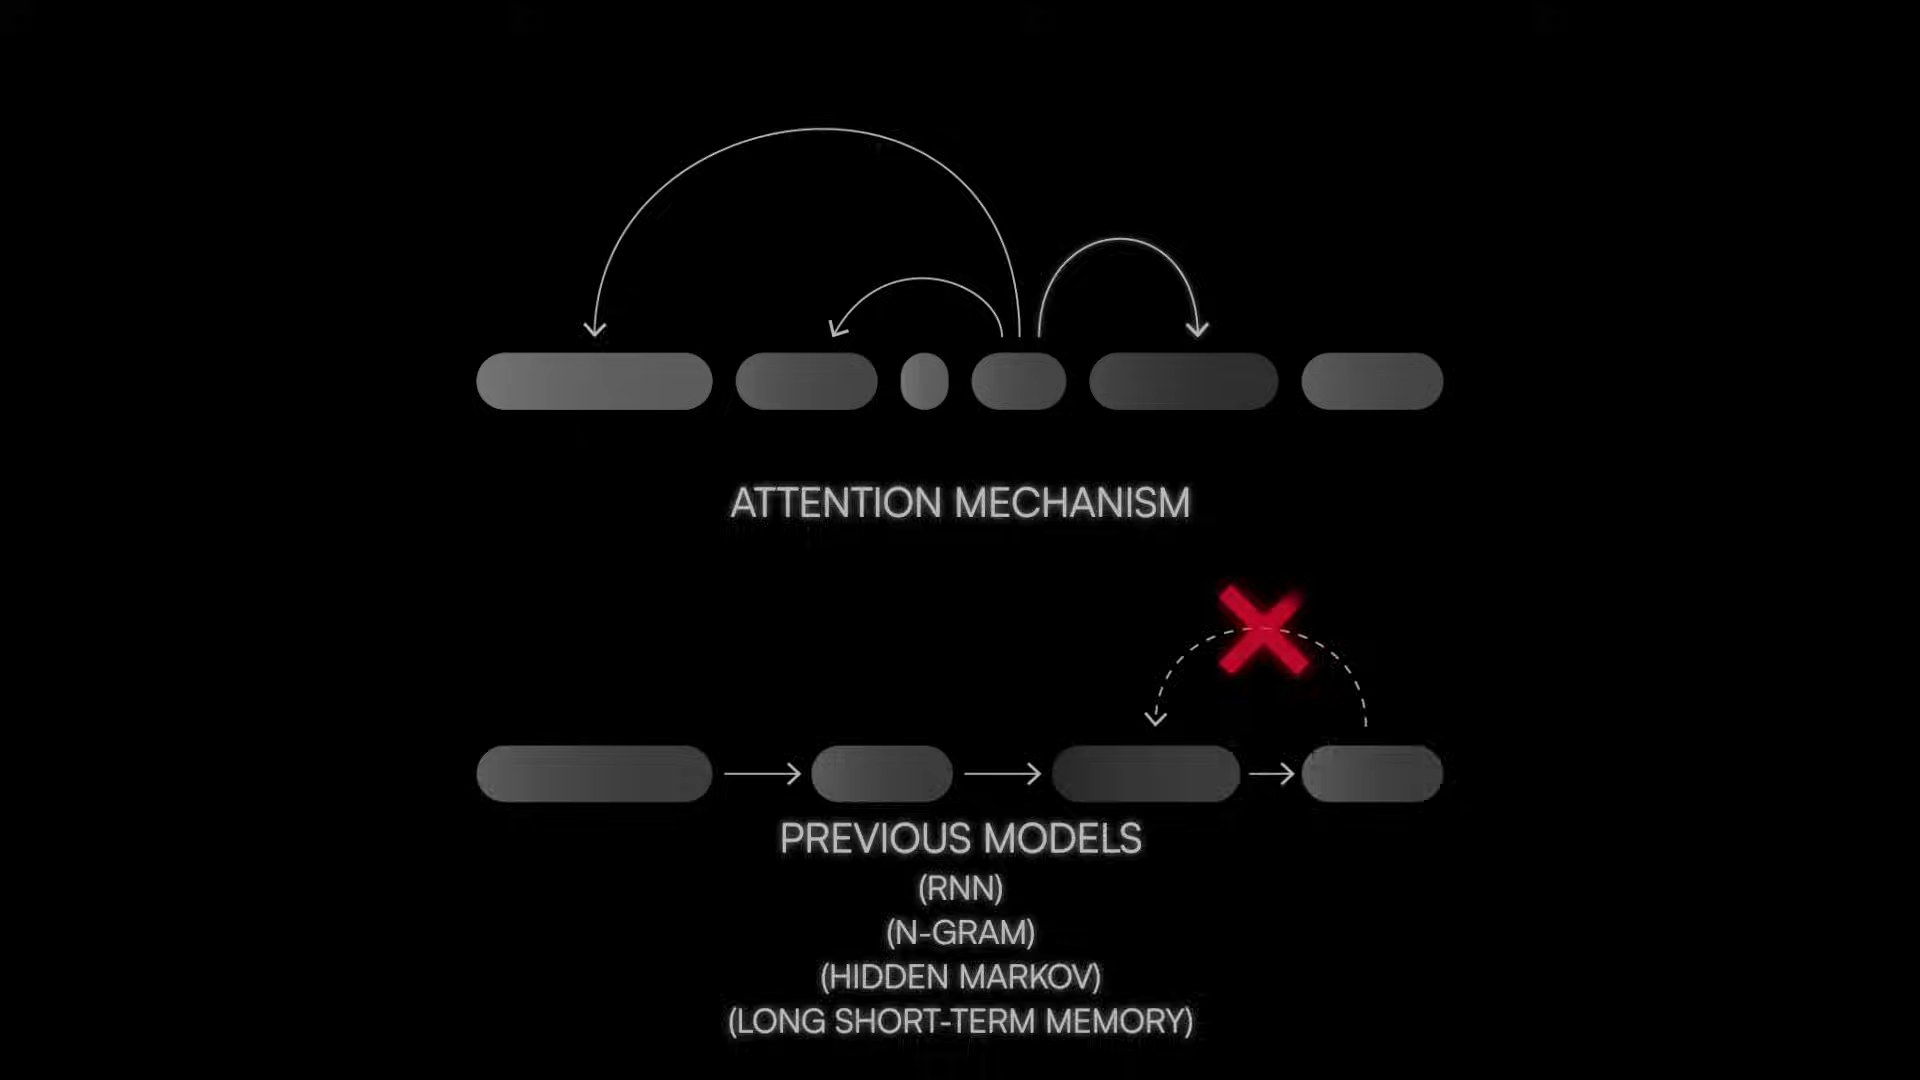 ATTENTION MECHANISM
PREVIOUS MODELS
(RNN)
(N-GRAM)
(HIDDEN MARKOV)
(LONG SHORT-TERM MEMORY)